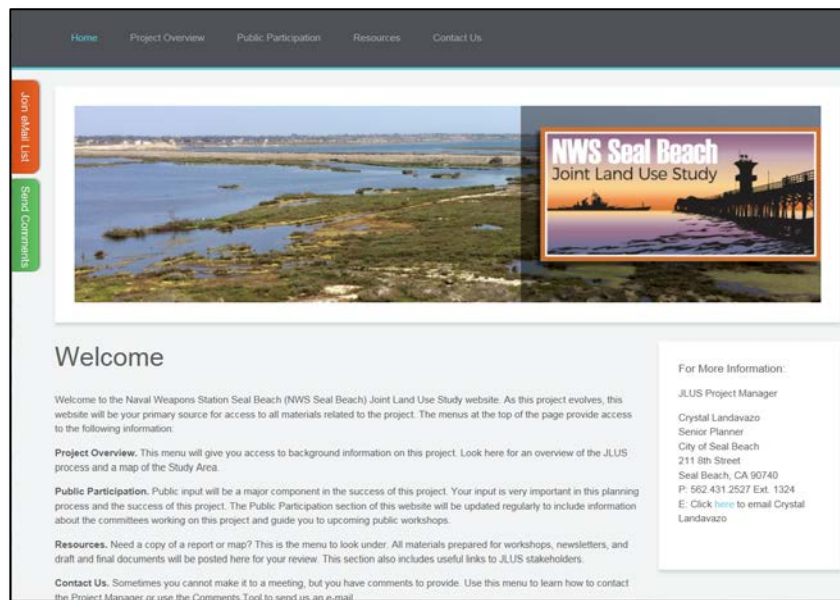 Home Project Overview Public Participation Resources Contact Us
Join eMail List
Send Comments
NWS Seal Beach
Joint Land Use Study
Welcome
Welcome to the Naval Weapons Station Seal Beach (NWS Seal Beach) Joint Land Use Study website. As this project evolves, this
website will be your primary source for access to all materials related to the project. The menus at the top of the page provide access
to the following information:
Project Overview. This menu will give you access to background information on this project. Look here for an overview of the JLUS
process and a map of the Study Area.
Public Participation. Public input will be a major component in the success of this project. Your input is very important in this planning
process and the success of this project. The Public Participation section of this website will be updated regularly to include information
about the committees working on this project and guide you to upcoming public workshops.
Resources. Need a copy of a report or map? This is the menu to look under. All materials prepared for workshops, newsletters, and
draft and final documents will be posted here for your review. This section also includes useful links to JLUS stakeholders.
Contact Us. Sometimes you cannot make it to a meeting, but you have comments to provide. Use this menu to learn how to contact
the Project Manager or use the Comments Tool to send us an e-mail.
For More Information:
JLUS Project Manager
Crystal Landavazo
Senior Planner
City of Seal Beach
211 8th Street
Seal Beach, CA 90740
P: 562.431.2527 Ext. 1324
E: Click here to email Crystal
Landavazo